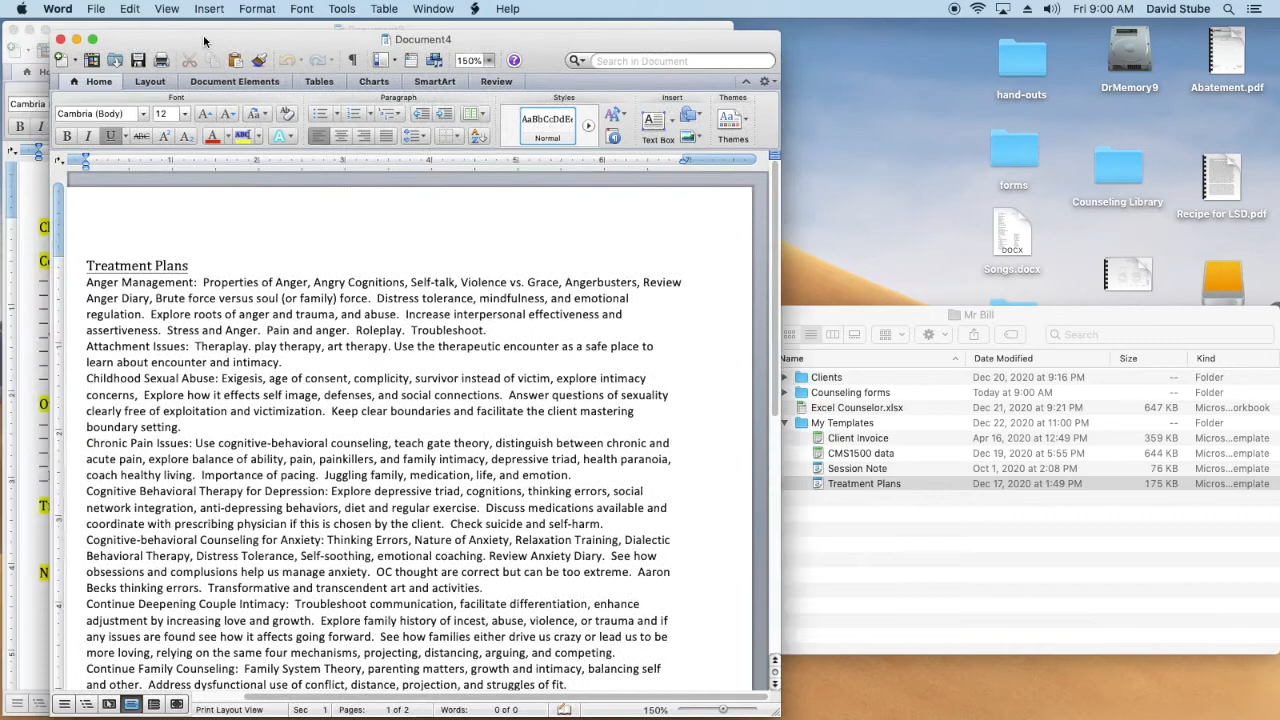 Word File Edit View Insert Format Font Tools Table Window Help Fri 9:00 AM David Stube
Document4
150%
Search in Document
Home Layout Document Elements Tables Charts SmartArt Review
Font Paragraph Styles Insert Themes
Cambria (Body) 12
AaBbCcDdEe
B I U ABC A² A₂
Normal Text Box Themes
Cambria
B I
1 2 3 4 5 6 7
Treatment Plans
Anger Management: Properties of Anger, Angry Cognitions, Self-talk, Violence vs. Grace, Angerbusters, Review
Anger Diary, Brute force versus soul (or family) force. Distress tolerance, mindfulness, and emotional
regulation. Explore roots of anger and trauma, and abuse. Increase interpersonal effectiveness and
assertiveness. Stress and Anger. Pain and anger. Roleplay. Troubleshoot.
Attachment Issues: Theraplay. play therapy, art therapy. Use the therapeutic encounter as a safe place to
learn about encounter and intimacy.
Childhood Sexual Abuse: Exigesis, age of consent, complicity, survivor instead of victim, explore intimacy
concerns, Explore how it effects self image, defenses, and social connections. Answer questions of sexuality
clearly free of exploitation and victimization. Keep clear boundaries and facilitate the client mastering
boundary setting.
Chronic Pain Issues: Use cognitive-behavioral counseling, teach gate theory, distinguish between chronic and
acute pain, explore balance of ability, pain, painkillers, and family intimacy, depressive triad, health paranoia,
coach healthy living. Importance of pacing. Juggling family, medication, life, and emotion.
Cognitive Behavioral Therapy for Depression: Explore depressive triad, cognitions, thinking errors, social
network integration, anti-depressing behaviors, diet and regular exercise. Discuss medications available and
coordinate with prescribing physician if this is chosen by the client. Check suicide and self-harm.
Cognitive-behavioral Counseling for Anxiety: Thinking Errors, Nature of Anxiety, Relaxation Training, Dialectic
Behavioral Therapy, Distress Tolerance, Self-soothing, emotional coaching. Review Anxiety Diary. See how
obsessions and complusions help us manage anxiety. OC thought are correct but can be too extreme. Aaron
Becks thinking errors. Transformative and transcendent art and activities.
Continue Deepening Couple Intimacy: Troubleshoot communication, facilitate differentiation, enhance
adjustment by increasing love and growth. Explore family history of incest, abuse, violence, or trauma and if
any issues are found see how it affects going forward. See how families either drive us crazy or lead us to be
more loving, relying on the same four mechanisms, projecting, distancing, arguing, and competing.
Continue Family Counseling: Family System Theory, parenting matters, growth and intimacy, balancing self
and other. Address dysfunctional use of conflict, distance, projection, and struggles of fit.
Print Layout View Sec 1 Pages: 1 of 2 Words: 0 of 0 150%
hand-outs
DrMemory9
Abatement.pdf
forms
Counseling Library
Recipe for LSD.pdf
DOCX
Songs.docx
Mr Bill
Search
Name Date Modified Size Kind
Clients Dec 20, 2020 at 9:16 PM -- Folder
Counseling forms Today at 9:00 AM -- Folder
Excel Counselor.xlsx Dec 21, 2020 at 9:21 PM 647 KB Micros...orkbook
My Templates Dec 22, 2020 at 11:00 AM -- Folder
Client Invoice Apr 16, 2020 at 12:49 PM 359 KB Micros...emplate
CMS1500 data Dec 19, 2020 at 5:55 PM 644 KB Micros...emplate
Session Note Oct 1, 2020 at 2:08 PM 76 KB Micros...emplate
Treatment Plans Dec 17, 2020 at 1:49 PM 175 KB Micros...emplate